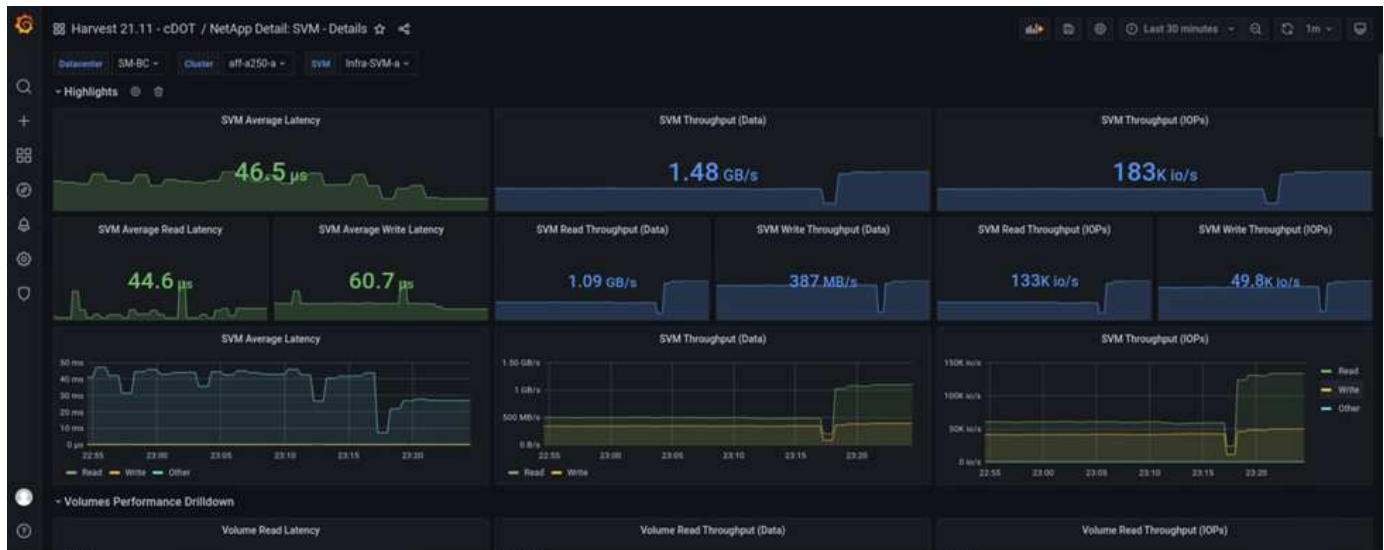 Harvest 21.11 - cDOT / NetApp Detail: SVM - Details
Last 30 minutes
1m
Datacenter SM-BC Cluster aff-a250-a SVM Infra-SVM-a
Highlights
SVM Average Latency
46.5 µs
SVM Throughput (Data)
1.48 GB/s
SVM Throughput (IOPs)
183K io/s
SVM Average Read Latency
44.6 µs
SVM Average Write Latency
60.7 µs
SVM Read Throughput (Data)
1.09 GB/s
SVM Write Throughput (Data)
387 MB/s
SVM Read Throughput (IOPs)
133K io/s
SVM Write Throughput (IOPs)
49.8K io/s
SVM Average Latency
50 ms
40 ms
30 ms
20 ms
10 ms
0 µs
22:55 23:00 23:05 23:10 23:15 23:20
Read Write Other
SVM Throughput (Data)
1.50 GB/s
1 GB/s
500 MB/s
0 B/s
22:55 23:00 23:05 23:10 23:15 23:20
Read Write
SVM Throughput (IOPs)
150K io/s
100K io/s
50K io/s
0 io/s
22:55 23:00 23:05 23:10 23:15 23:20
Read
Write
Other
Volumes Performance Drilldown
Volume Read Latency
Volume Read Throughput (Data)
Volume Read Throughput (IOPs)